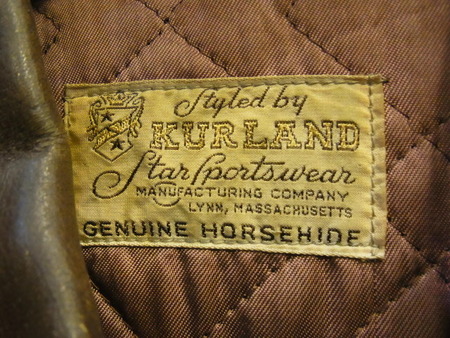 Styled by
KURLAND
Star Sportswear
MANUFACTURING COMPANY
LYNN, MASSACHUSETTS
GENUINE HORSEHIDE